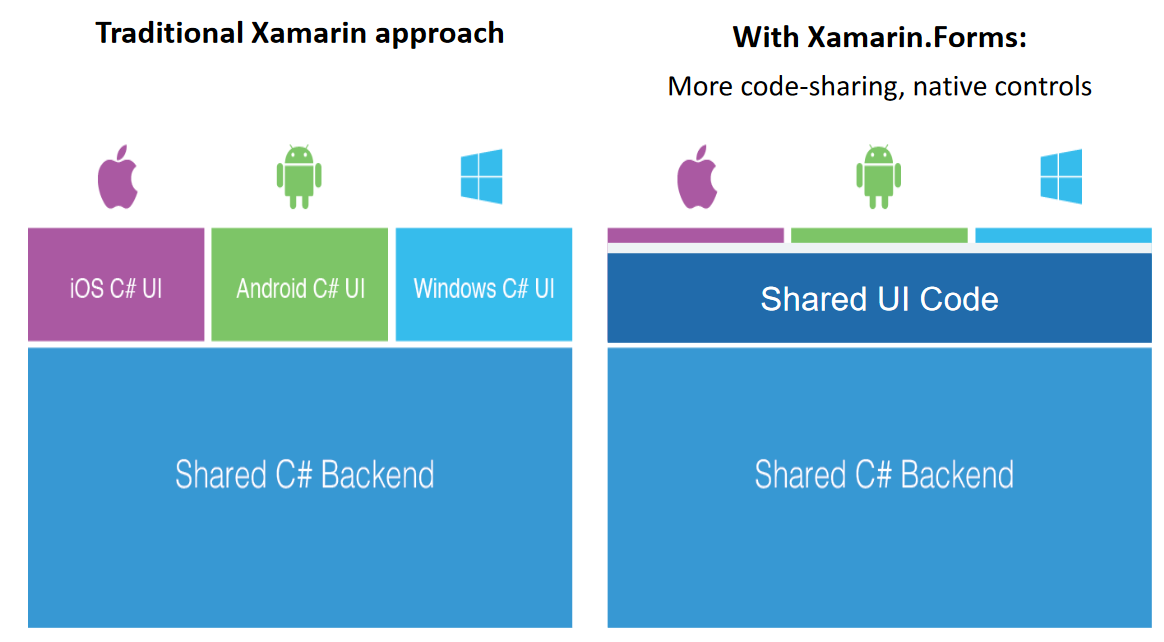 Traditional Xamarin approach
iOS C# UI
Android C# UI
Windows C# UI
Shared C# Backend
With Xamarin.Forms:
More code-sharing, native controls
Shared UI Code
Shared C# Backend